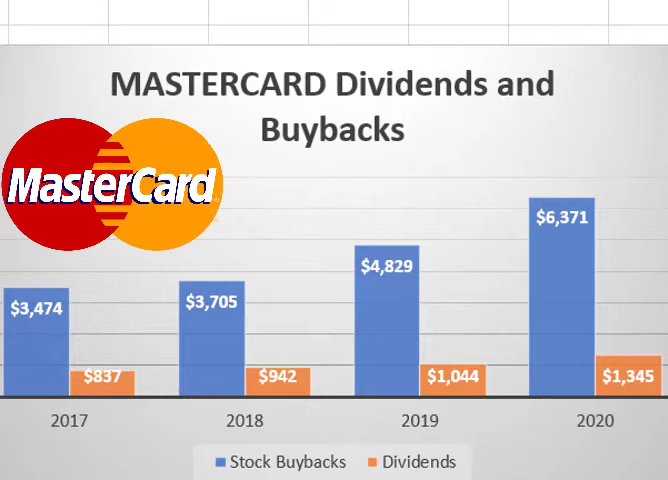 MASTERCARD Dividends and
Buybacks
MasterCard
$6,371
$4,829
$3,474
$3,705
$837
$942
$1,044
$1,345
2017
2018
2019
2020
Stock Buybacks
Dividends